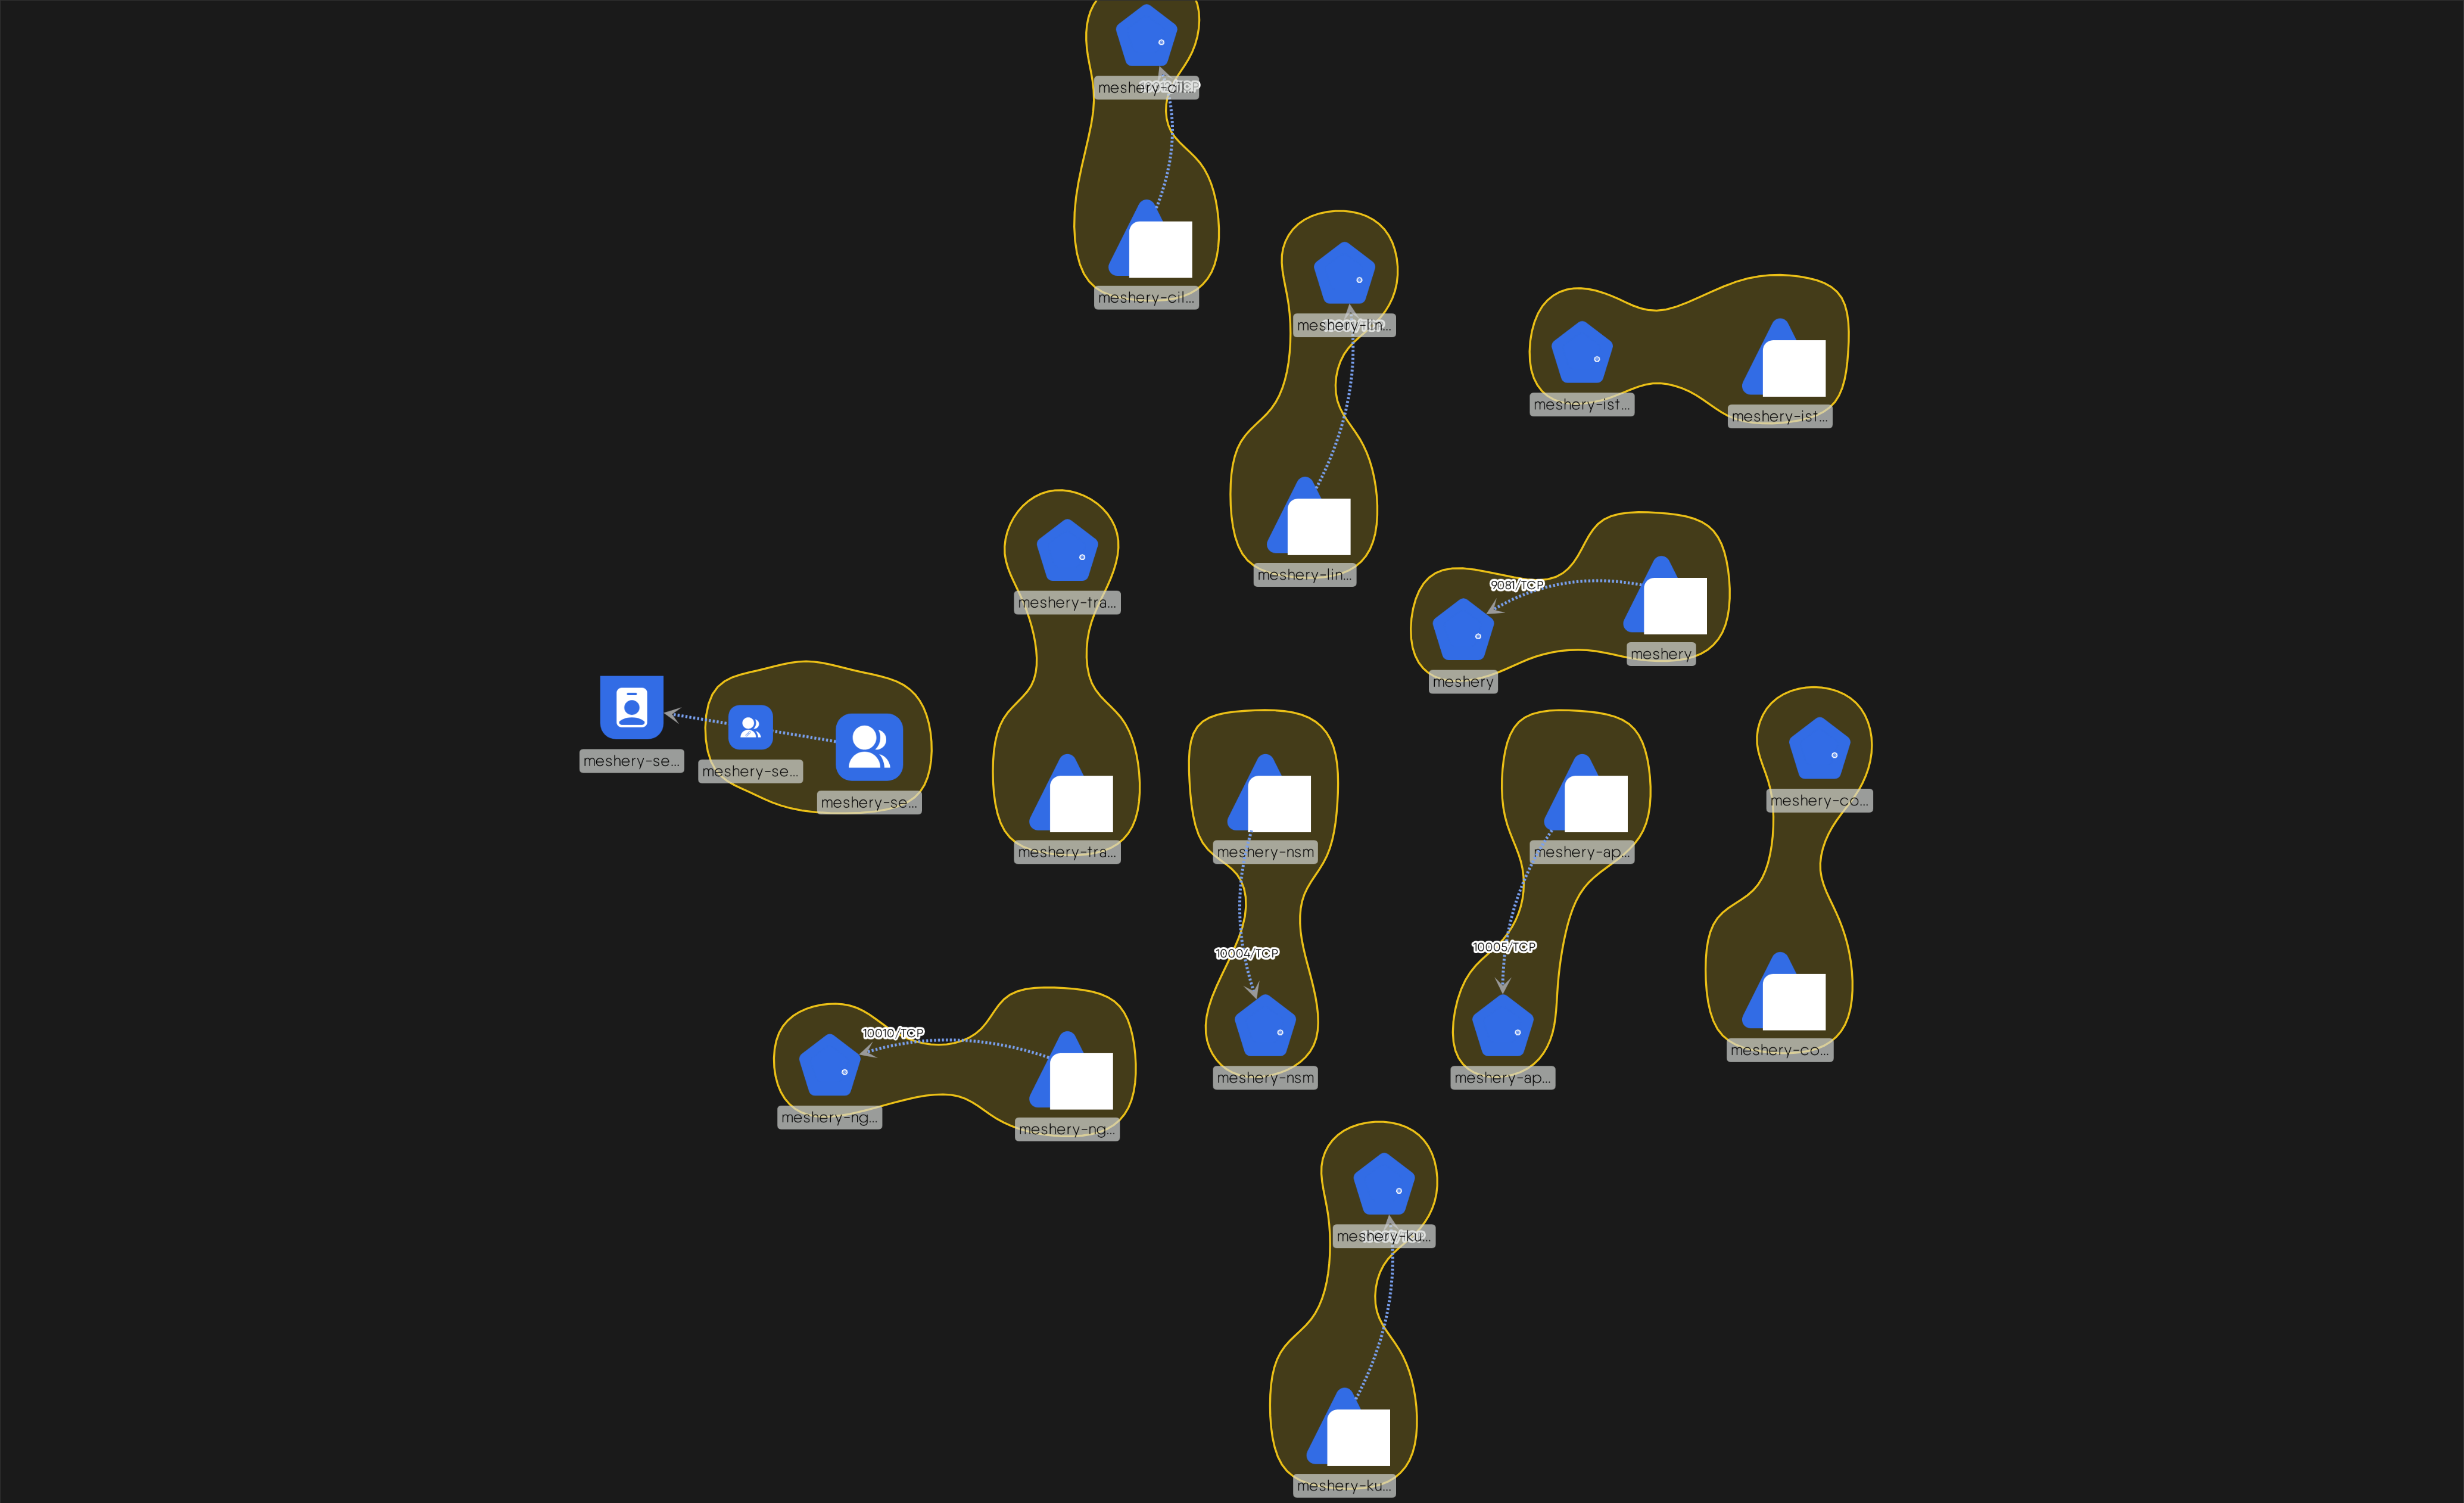 meshery-cil...
meshery-cil...
meshery-lin...
meshery-ist...
meshery-ist...
meshery-lin...
9081/TCP
meshery-tra...
meshery
meshery
meshery-se...
meshery-se...
meshery-se...
meshery-co...
meshery-tra...
meshery-nsm
meshery-ap...
10004/TCP
10005/TCP
10010/TCP
meshery-co...
meshery-nsm
meshery-ap...
meshery-ng...
meshery-ng...
meshery-ku...
meshery-ku...